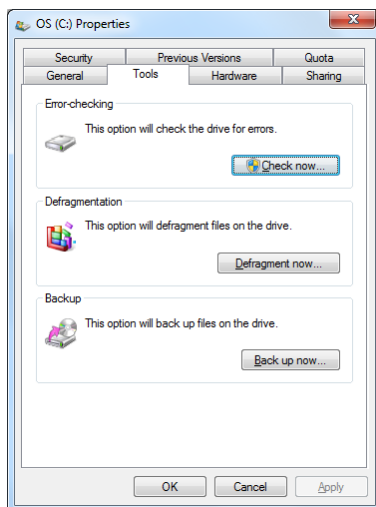 OS (C:) Properties
Security Previous Versions Quota
General Tools Hardware Sharing
Error-checking
This option will check the drive for errors.
Check now...
Defragmentation
This option will defragment files on the drive.
Defragment now...
Backup
This option will back up files on the drive.
Back up now...
OK Cancel Apply